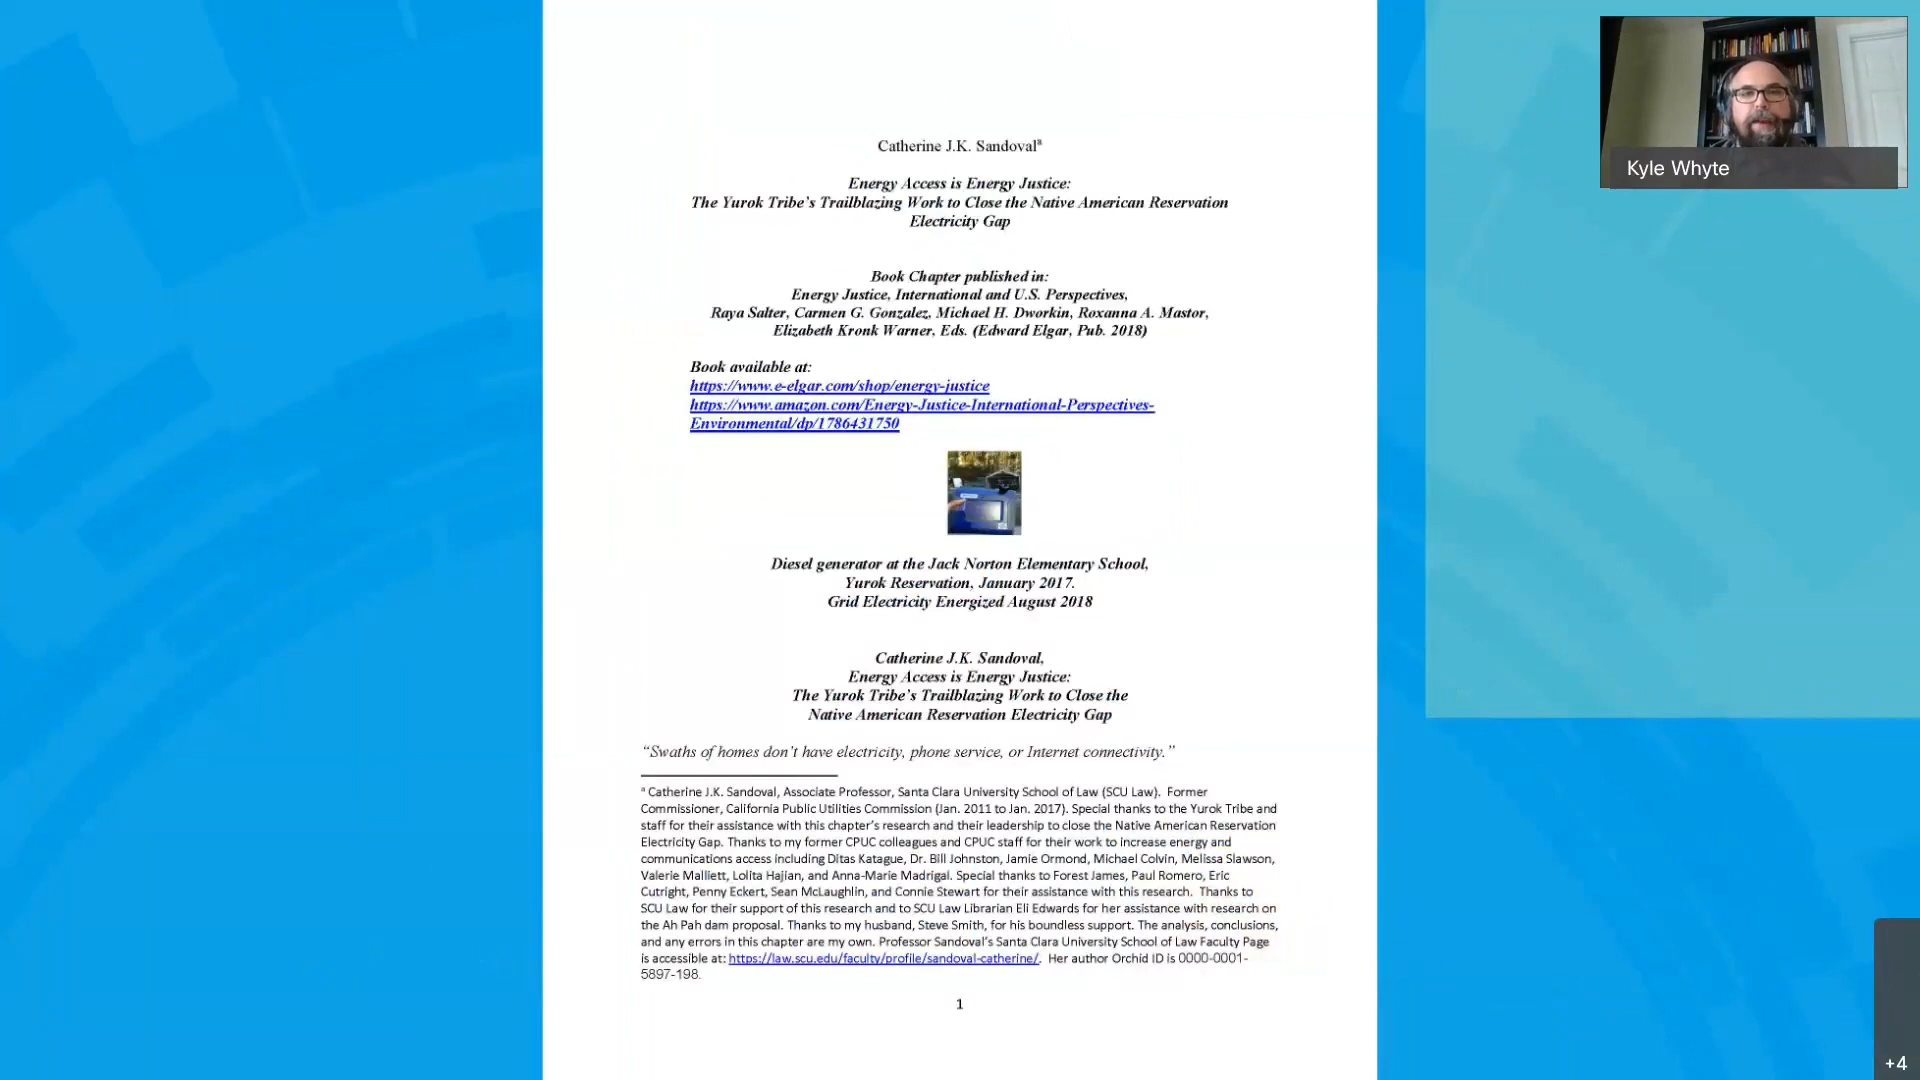 Catherine J.K. Sandovalª
Energy Access is Energy Justice:
The Yurok Tribe’s Trailblazing Work to Close the Native American Reservation
Electricity Gap
Book Chapter published in:
Energy Justice, International and U.S. Perspectives,
Raya Salter, Carmen G. Gonzalez, Michael H. Dworkin, Roxanna A. Mastor,
Elizabeth Kronk Warner, Eds. (Edward Elgar, Pub. 2018)
Book available at:
https://www.e-elgar.com/shop/energy-justice
https://www.amazon.com/Energy-Justice-International-Perspectives-
Environmental/dp/1786431750
Diesel generator at the Jack Norton Elementary School,
Yurok Reservation, January 2017.
Grid Electricity Energized August 2018
Catherine J.K. Sandoval,
Energy Access is Energy Justice:
The Yurok Tribe’s Trailblazing Work to Close the
Native American Reservation Electricity Gap
“Swaths of homes don’t have electricity, phone service, or Internet connectivity.”
ª Catherine J.K. Sandoval, Associate Professor, Santa Clara University School of Law (SCU Law). Former
Commissioner, California Public Utilities Commission (Jan. 2011 to Jan. 2017). Special thanks to the Yurok Tribe and
staff for their assistance with this chapter’s research and their leadership to close the Native American Reservation
Electricity Gap. Thanks to my former CPUC colleagues and CPUC staff for their work to increase energy and
communications access including Ditas Katague, Dr. Bill Johnston, Jamie Ormond, Michael Colvin, Melissa Slawson,
Valerie Malliett, Lolita Hajian, and Anna-Marie Madrigal. Special thanks to Forest James, Paul Romero, Eric
Cutright, Penny Eckert, Sean McLaughlin, and Connie Stewart for their assistance with this research. Thanks to
SCU Law for their support of this research and to SCU Law Librarian Eli Edwards for her assistance with research on
the Ah Pah dam proposal. Thanks to my husband, Steve Smith, for his boundless support. The analysis, conclusions,
and any errors in this chapter are my own. Professor Sandoval’s Santa Clara University School of Law Faculty Page
is accessible at: https://law.scu.edu/faculty/profile/sandoval-catherine/. Her author Orchid ID is 0000-0001-
5897-198.
1
Kyle Whyte
+4